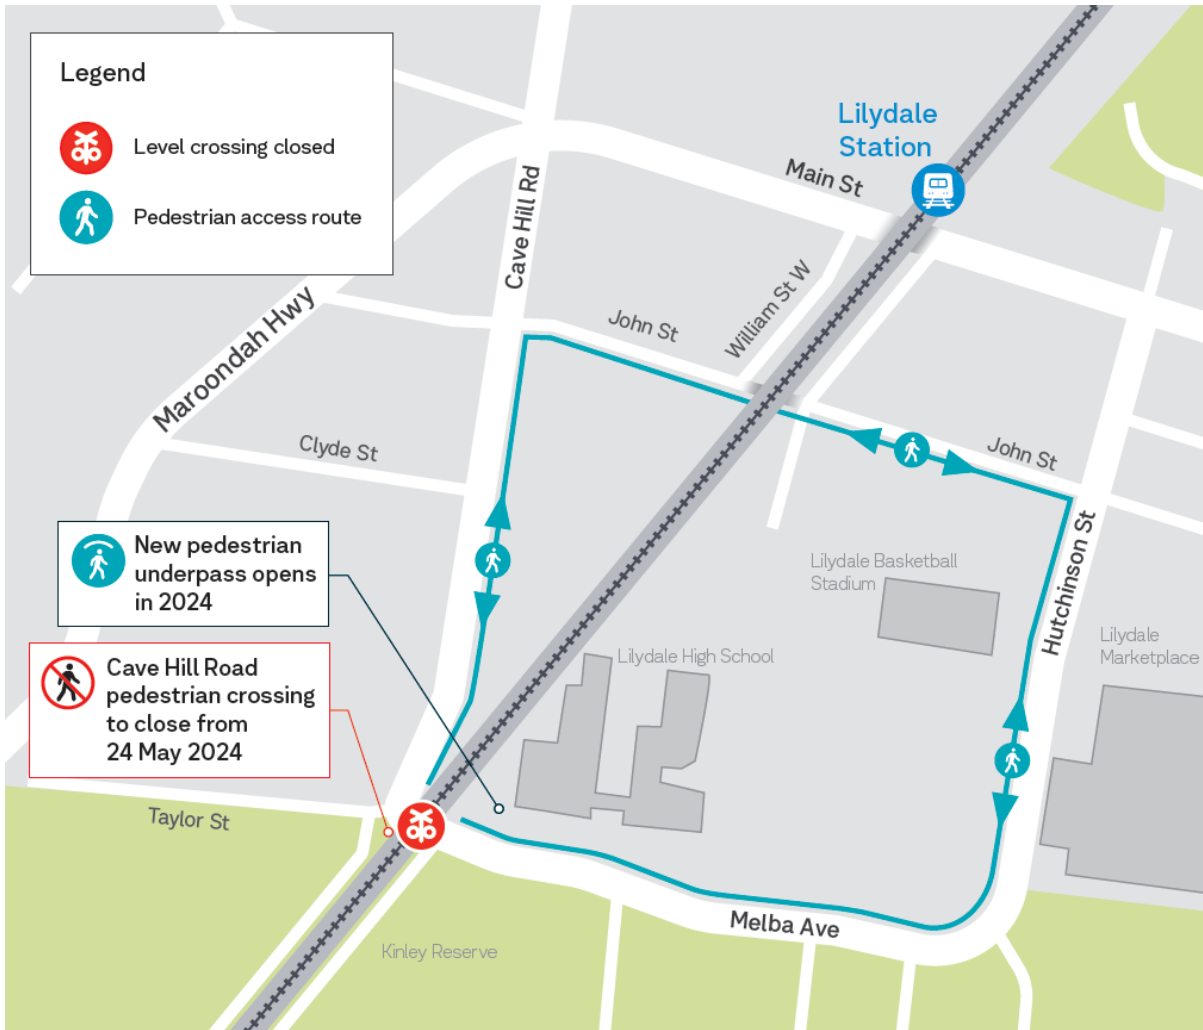 Legend
Level crossing closed
Pedestrian access route
Lilydale
Station
Main St
Cave Hill Rd
Maroondah Hwy
John St
William St W
Clyde St
John St
New pedestrian
underpass opens
in 2024
Lilydale Basketball
Stadium
Hutchinson St
Lilydale
Marketplace
Lilydale High School
Cave Hill Road
pedestrian crossing
to close from
24 May 2024
Taylor St
Melba Ave
Kinley Reserve